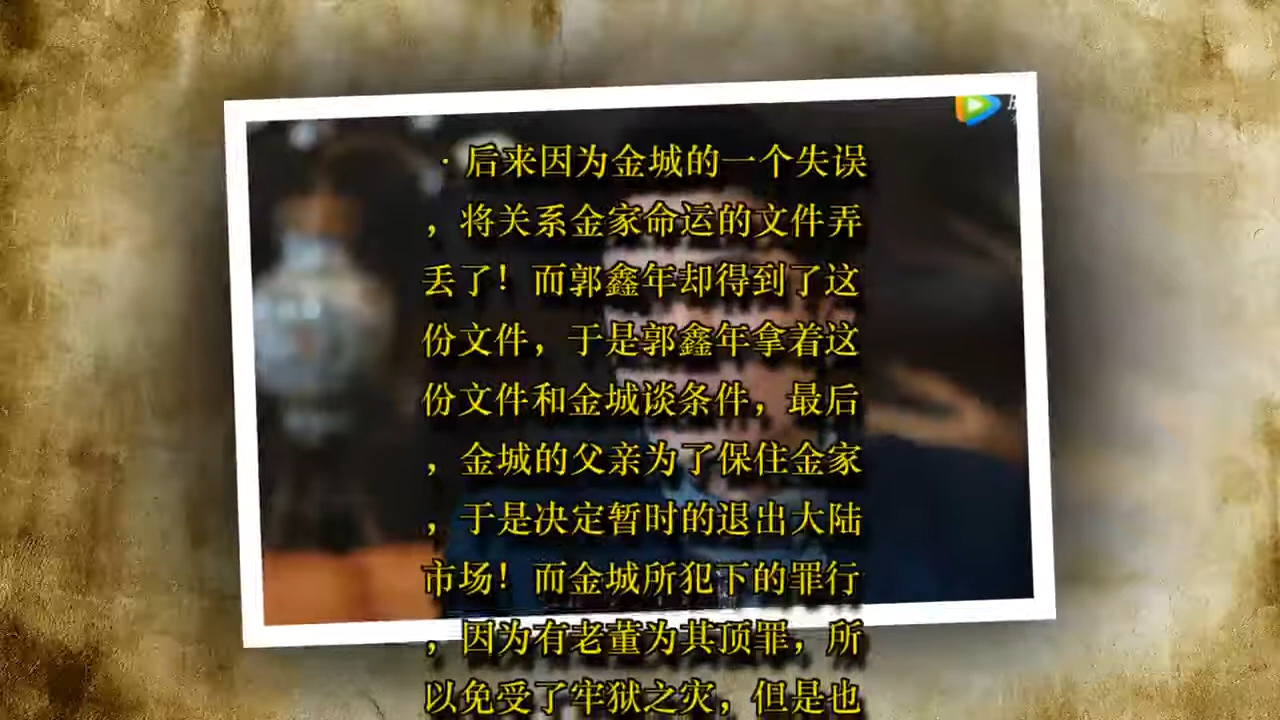 ·后来因为金城的一个失误
，将关系金家命运的文件弄
丢了！而郭鑫年却得到了这
份文件，于是郭鑫年拿着这
份文件和金城谈条件，最后
，金城的父亲为了保住金家
，于是决定暂时的退出大陆
市场！而金城所犯下的罪行
，因为有老董为其顶罪，所
以免受了牢狱之灾，但是也